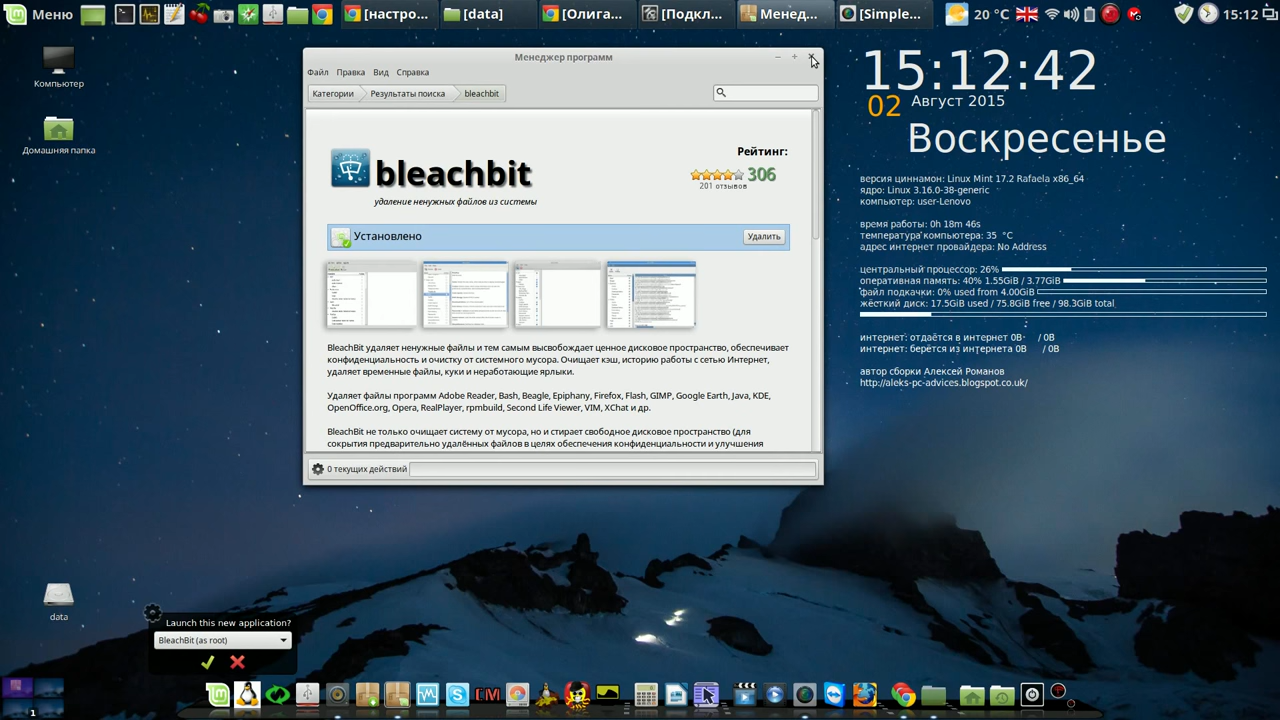 Меню
[настро...
[data]
[Олига...
[Подкл...
Менед...
[Simple...
20 °C
15:12
Компьютер
Домашняя папка
data
Менеджер программ
Файл Правка Вид Справка
Категории Результаты поиска bleachbit
bleachbit
удаление ненужных файлов из системы
Рейтинг:
306
201 отзывов
Установлено
Удалить
BleachBit удаляет ненужные файлы и тем самым высвобождает ценное дисковое пространство, обеспечивает
конфиденциальность и очистку от системного мусора. Очищает кэш, историю работы с сетью Интернет,
удаляет временные файлы, куки и неработающие ярлыки.
Удаляет файлы программ Adobe Reader, Bash, Beagle, Epiphany, Firefox, Flash, GIMP, Google Earth, Java, KDE,
OpenOffice.org, Opera, RealPlayer, rpmbuild, Second Life Viewer, VIM, XChat и др.
BleachBit не только очищает систему от мусора, но и стирает свободное дисковое пространство (для
сокрытия предварительно удалённых файлов в целях обеспечения конфиденциальности и улучшения
0 текущих действий
15:12:42
02 Август 2015
Воскресенье
версия циннамон: Linux Mint 17.2 Rafaela x86_64
ядро: Linux 3.16.0-38-generic
компьютер: user-Lenovo
время работы: 0h 18m 46s
температура компьютера: 35 °C
адрес интернет провайдера: No Address
центральный процессор: 26%
оперативная память: 40% 1.55GiB / 3.77GiB
файл подкачки: 0% used from 4.00GiB
жёсткий диск: 17.5GiB used / 75.8GiB free / 98.3GiB total
интернет: отдаётся в интернет 0B / 0B
интернет: берётся из интернета 0B / 0B
автор сборки Алексей Романов
http://aleks-pc-advices.blogspot.co.uk/
Launch this new application?
BleachBit (as root)
1